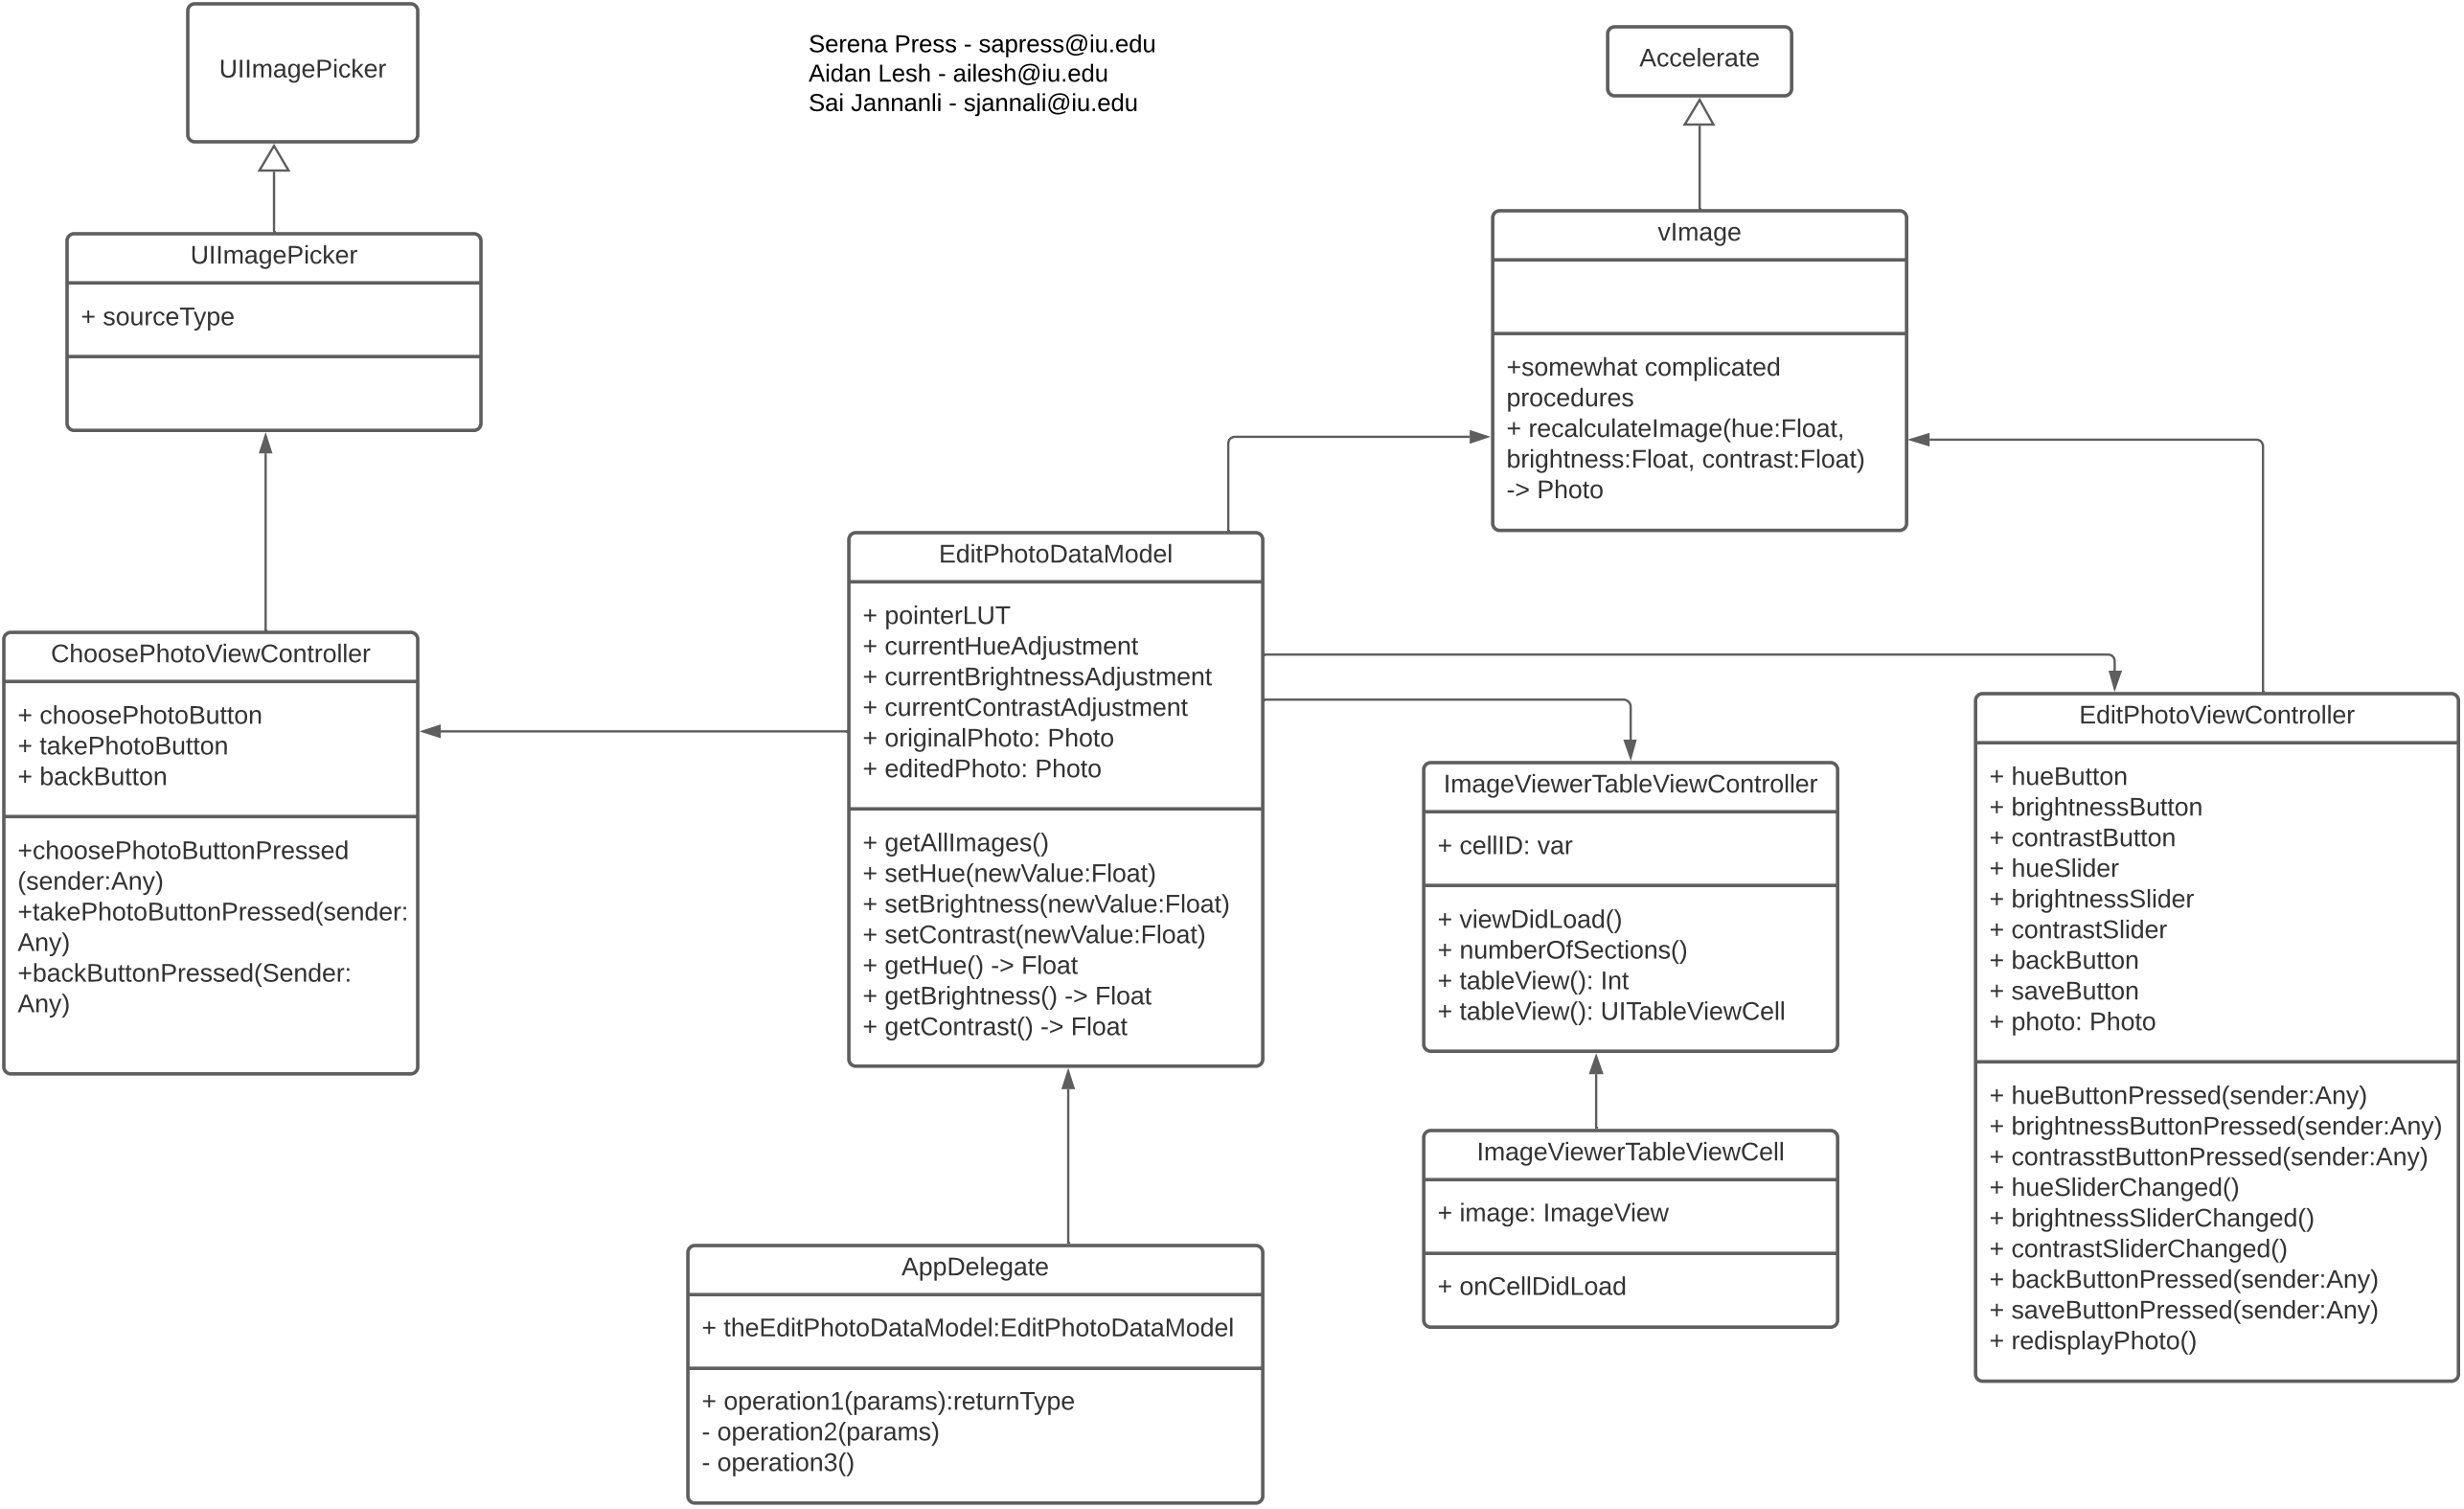 UIImagePicker
Serena Press - sapress@iu.edu
Aidan Lesh - ailesh@iu.edu
Sai Jannanli - sjannali@iu.edu
Accelerate
UIImagePicker
+ sourceType
vImage
+somewhat complicated
procedures
+ recalculateImage(hue:Float,
brightness:Float, contrast:Float)
-> Photo
ChoosePhotoViewController
+ choosePhotoButton
+ takePhotoButton
+ backButton
+choosePhotoButtonPressed
(sender:Any)
+takePhotoButtonPressed(sender:
Any)
+backButtonPressed(Sender:
Any)
EditPhotoDataModel
+ pointerLUT
+ currentHueAdjustment
+ currentBrightnessAdjustment
+ currentContrastAdjustment
+ originalPhoto: Photo
+ editedPhoto: Photo
+ getAllImages()
+ setHue(newValue:Float)
+ setBrightness(newValue:Float)
+ setContrast(newValue:Float)
+ getHue() -> Float
+ getBrightness() -> Float
+ getContrast() -> Float
ImageViewerTableViewController
+ cellID: var
+ viewDidLoad()
+ numberOfSections()
+ tableView(): Int
+ tableView(): UITableViewCell
EditPhotoViewController
+ hueButton
+ brightnessButton
+ contrastButton
+ hueSlider
+ brightnessSlider
+ contrastSlider
+ backButton
+ saveButton
+ photo: Photo
+ hueButtonPressed(sender:Any)
+ brightnessButtonPressed(sender:Any)
+ contrasstButtonPressed(sender:Any)
+ hueSliderChanged()
+ brightnessSliderChanged()
+ contrastSliderChanged()
+ backButtonPressed(sender:Any)
+ saveButtonPressed(sender:Any)
+ redisplayPhoto()
ImageViewerTableViewCell
+ image: ImageView
+ onCellDidLoad
AppDelegate
+ theEditPhotoDataModel:EditPhotoDataModel
+ operation1(params):returnType
- operation2(params)
- operation3()